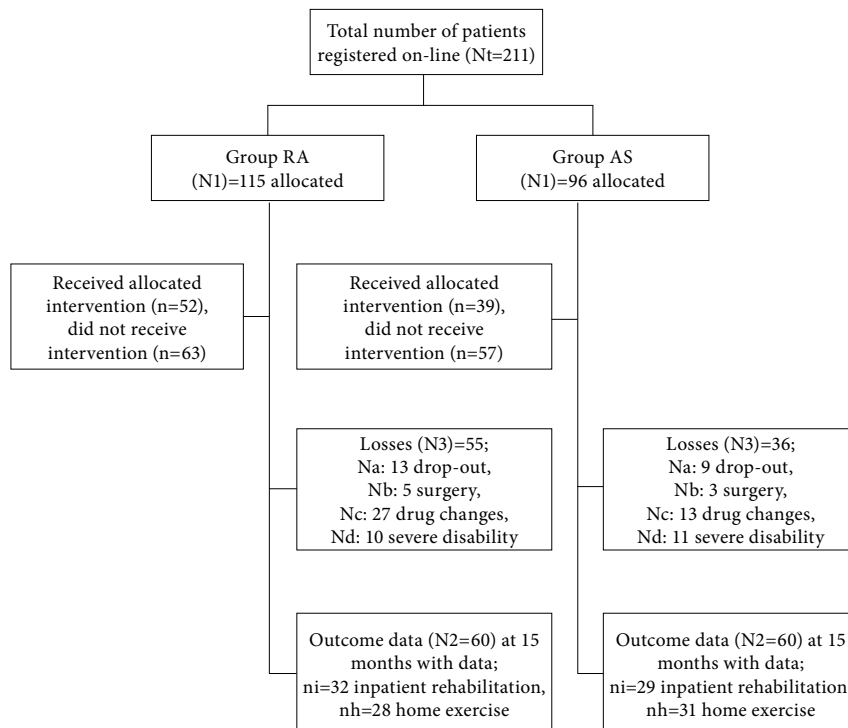 Total number of patients
registered on-line (Nt=211)
Group RA
(N1)=115 allocated
Group AS
(N1)=96 allocated
Received allocated
intervention (n=52),
did not receive
intervention (n=63)
Received allocated
intervention (n=39),
did not receive
intervention (n=57)
Losses (N3)=55;
Na: 13 drop-out,
Nb: 5 surgery,
Nc: 27 drug changes,
Nd: 10 severe disability
Losses (N3)=36;
Na: 9 drop-out,
Nb: 3 surgery,
Nc: 13 drug changes,
Nd: 11 severe disability
Outcome data (N2=60) at 15
months with data;
ni=32 inpatient rehabilitation,
nh=28 home exercise
Outcome data (N2=60) at 15
months with data;
ni=29 inpatient rehabilitation,
nh=31 home exercise